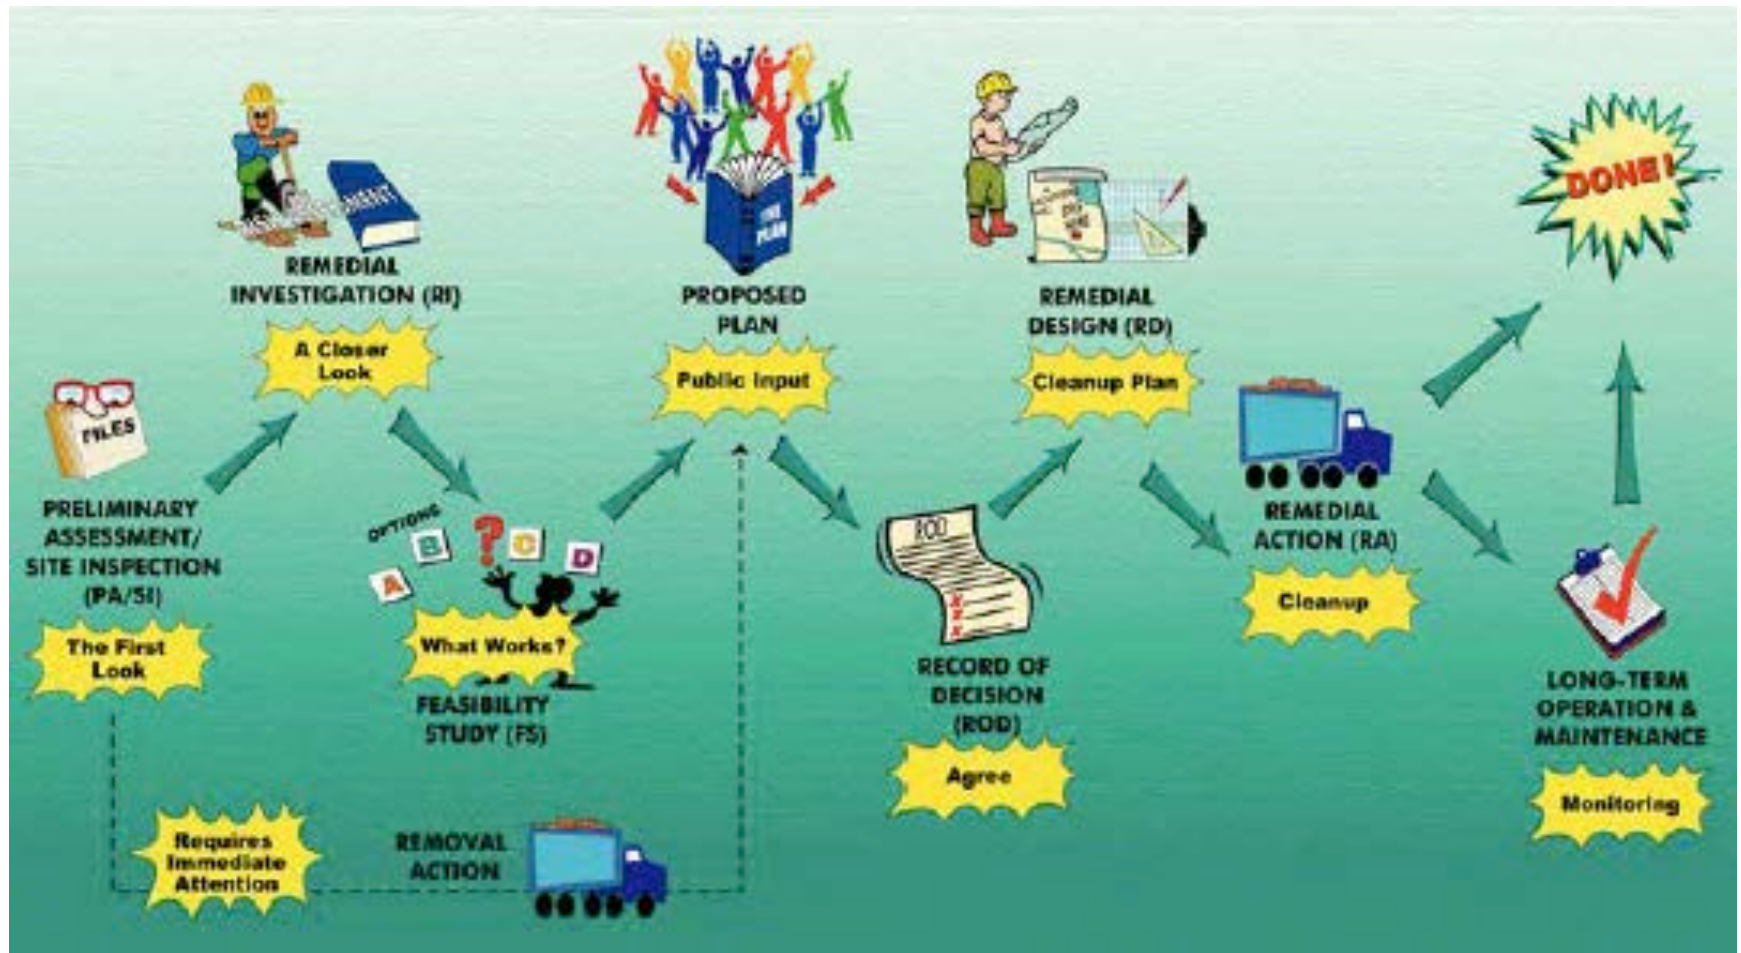 FILES
PRELIMINARY
ASSESSMENT/
SITE INSPECTION
(PA/SI)
The First
Look
REMEDIAL
INVESTIGATION (RI)
A Closer
Look
OPTIONS
A
B
?
C
D
What Works?
FEASIBILITY
STUDY (FS)
THE
PLAN
PROPOSED
PLAN
Public Input
ROD
RECORD OF
DECISION
(ROD)
Agree
REMEDIAL
DESIGN (RD)
Cleanup Plan
REMEDIAL
ACTION (RA)
Cleanup
DONE!
LONG-TERM
OPERATION &
MAINTENANCE
Monitoring
Requires
Immediate
Attention
REMOVAL
ACTION